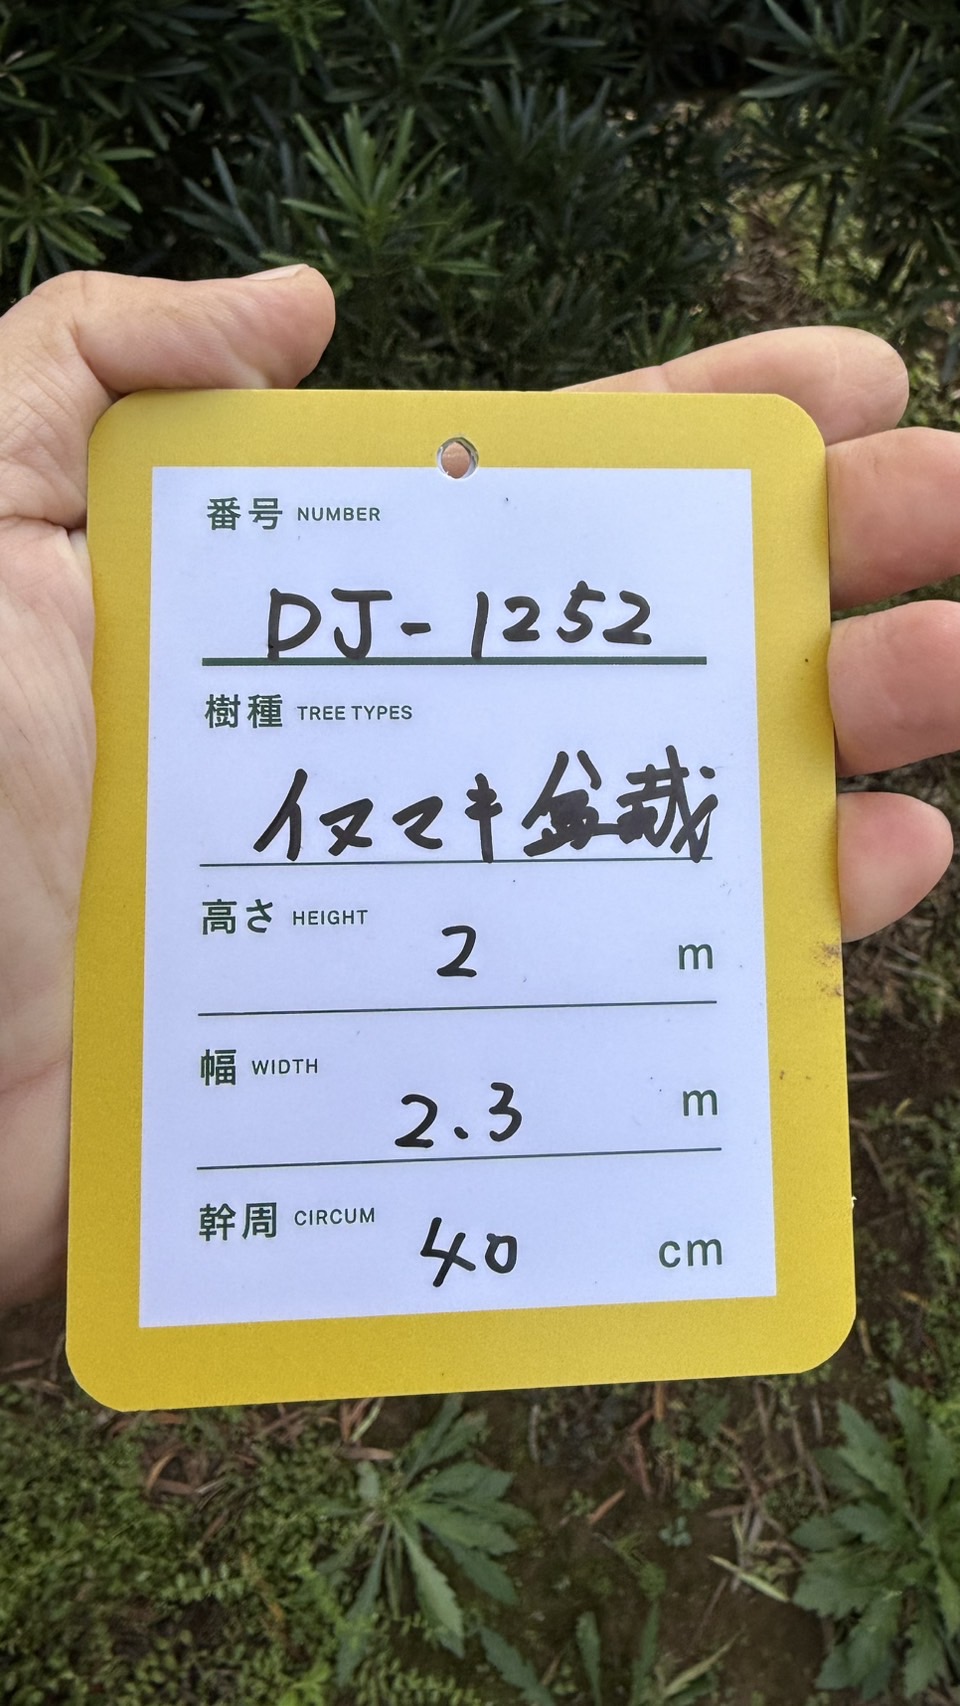 番号 NUMBER
DJ-1252
樹種 TREE TYPES
イヌマキ盆栽
高さ HEIGHT
2 m
幅 WIDTH
2.3 m
幹周 CIRCUM
40 cm